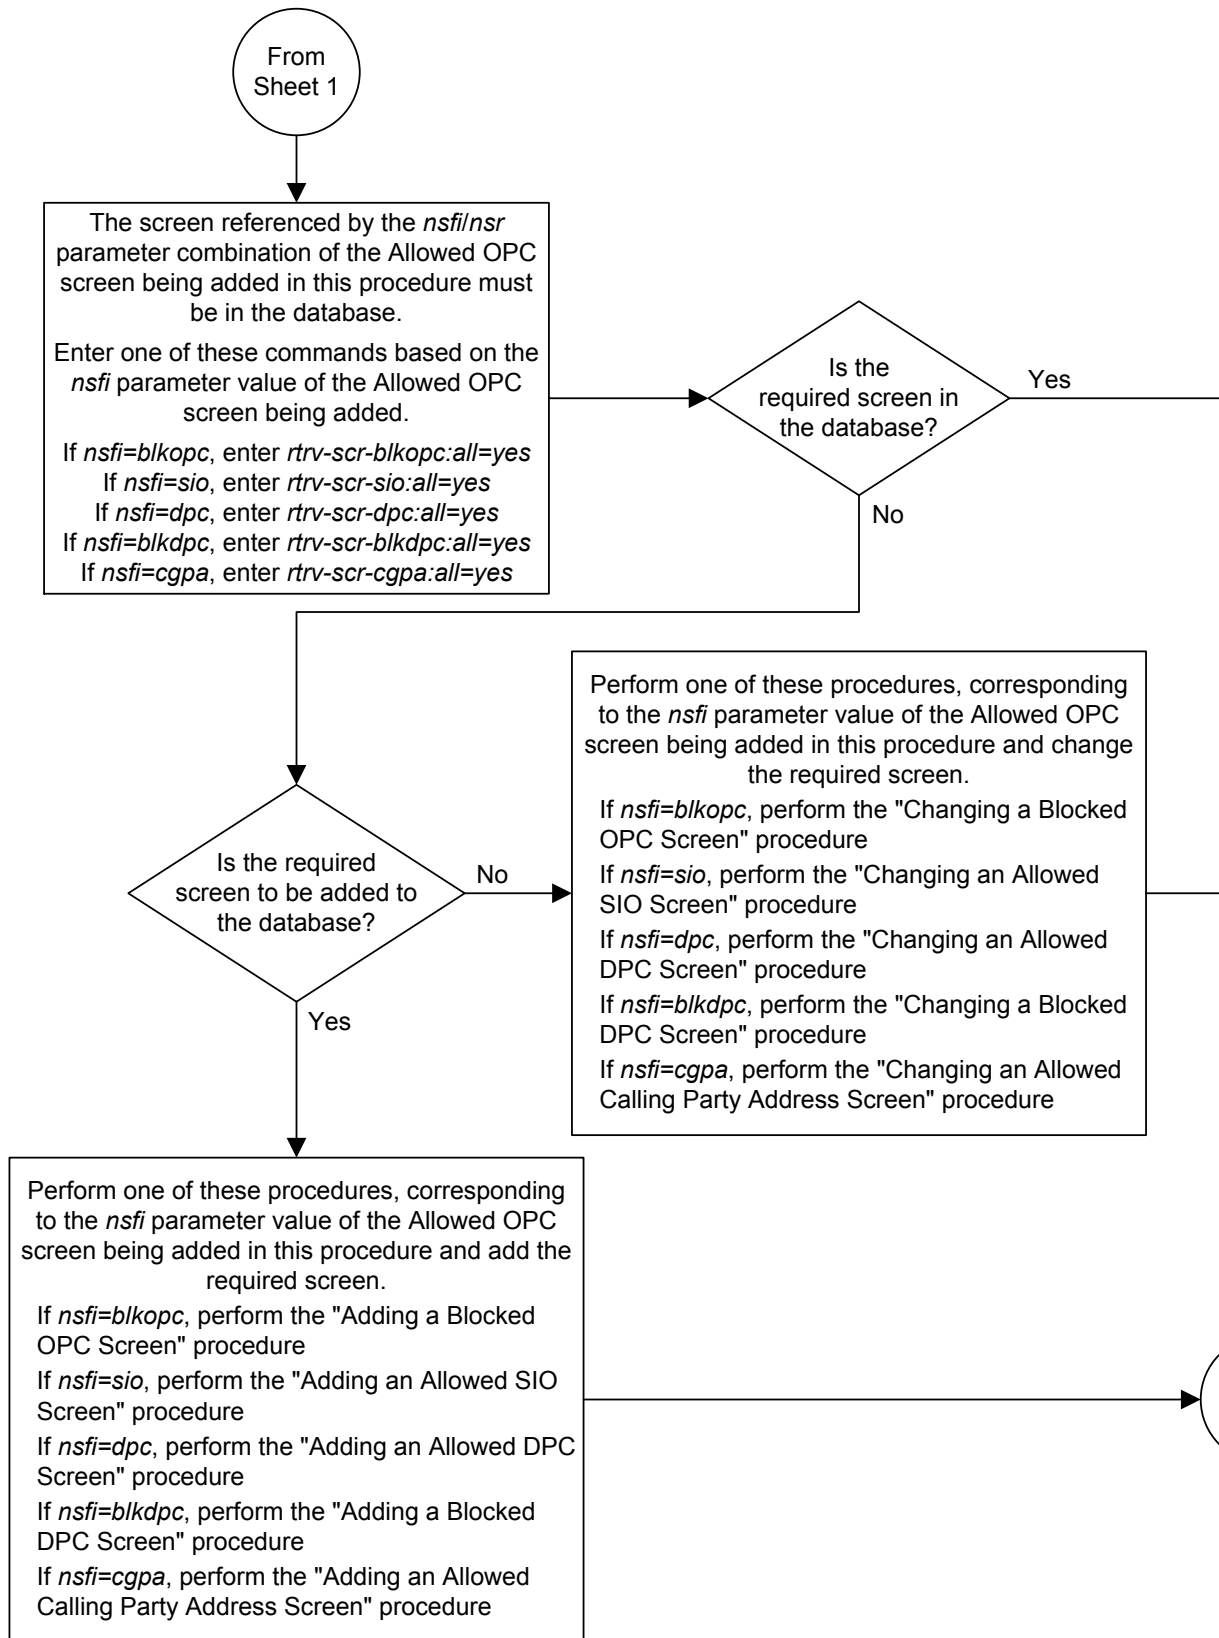 From
Sheet 1
The screen referenced by the nsfi/nsr
parameter combination of the Allowed OPC
screen being added in this procedure must
be in the database.
Enter one of these commands based on the
nsfi parameter value of the Allowed OPC
screen being added.
If nsfi=blkopc, enter rtrv-scr-blkopc:all=yes
If nsfi=sio, enter rtrv-scr-sio:all=yes
If nsfi=dpc, enter rtrv-scr-dpc:all=yes
If nsfi=blkdpc, enter rtrv-scr-blkdpc:all=yes
If nsfi=cgpa, enter rtrv-scr-cgpa:all=yes
Is the
required screen in
the database?
Yes
No
Is the required
screen to be added to
the database?
No
Yes
Perform one of these procedures, corresponding
to the nsfi parameter value of the Allowed OPC
screen being added in this procedure and change
the required screen.
If nsfi=blkopc, perform the "Changing a Blocked
OPC Screen" procedure
If nsfi=sio, perform the "Changing an Allowed
SIO Screen" procedure
If nsfi=dpc, perform the "Changing an Allowed
DPC Screen" procedure
If nsfi=blkdpc, perform the "Changing a Blocked
DPC Screen" procedure
If nsfi=cgpa, perform the "Changing an Allowed
Calling Party Address Screen" procedure
Perform one of these procedures, corresponding
to the nsfi parameter value of the Allowed OPC
screen being added in this procedure and add the
required screen.
If nsfi=blkopc, perform the "Adding a Blocked
OPC Screen" procedure
If nsfi=sio, perform the "Adding an Allowed SIO
Screen" procedure
If nsfi=dpc, perform the "Adding an Allowed DPC
Screen" procedure
If nsfi=blkdpc, perform the "Adding a Blocked
DPC Screen" procedure
If nsfi=cgpa, perform the "Adding an Allowed
Calling Party Address Screen" procedure